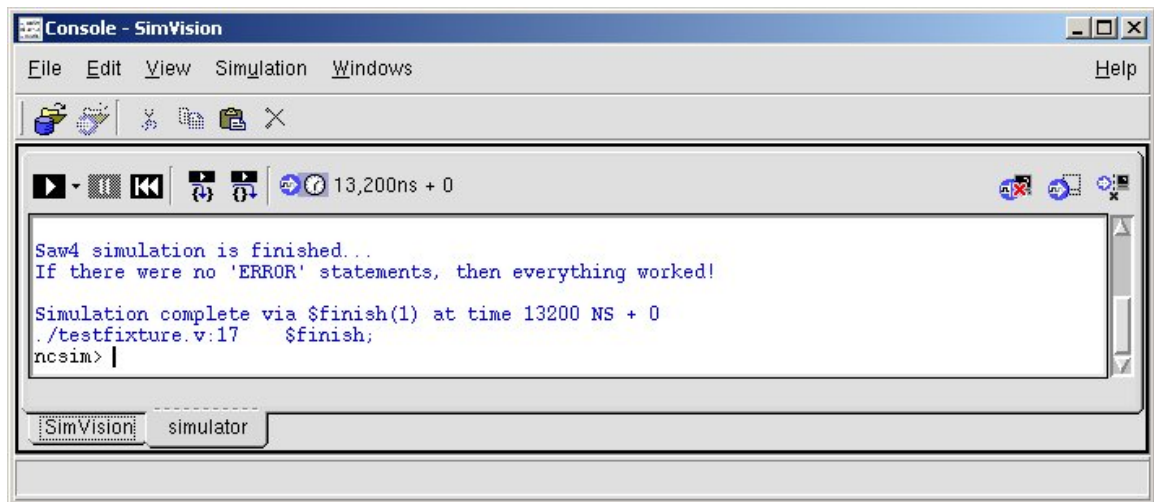 Console - SimVision
File Edit View Simulation Windows Help
13,200ns + 0
Saw4 simulation is finished...
If there were no 'ERROR' statements, then everything worked!
Simulation complete via $finish(1) at time 13200 NS + 0
./testfixture.v:17 $finish;
ncsim>
SimVision simulator